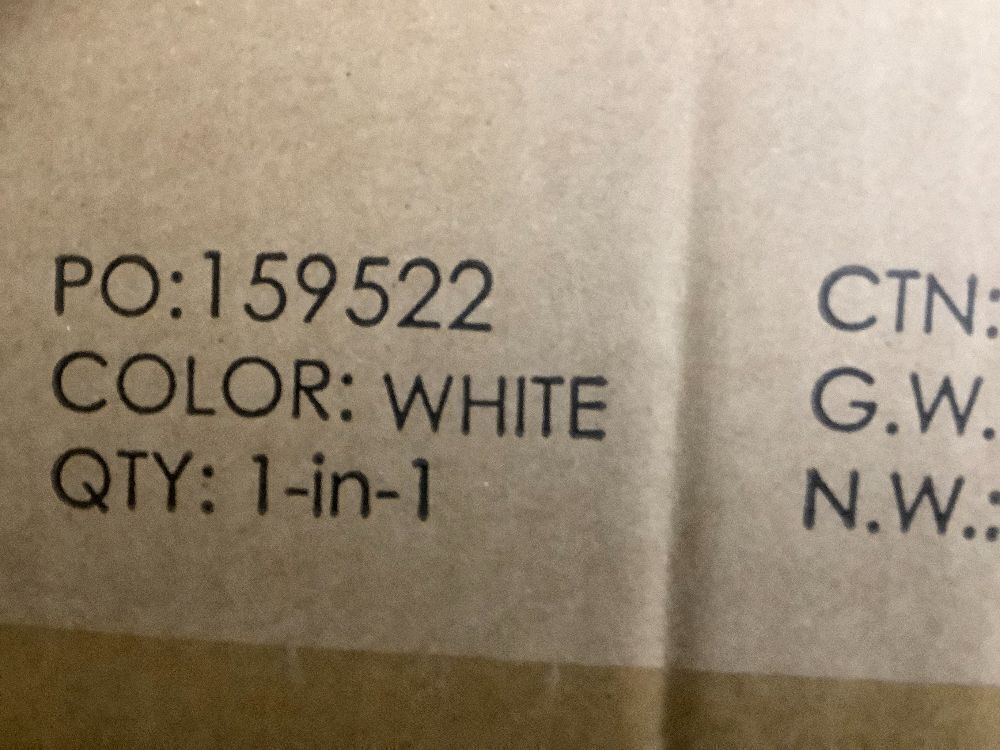 PO:159522
COLOR: WHITE
QTY: 1-in-1
CTN:
G.W.
N.W.: